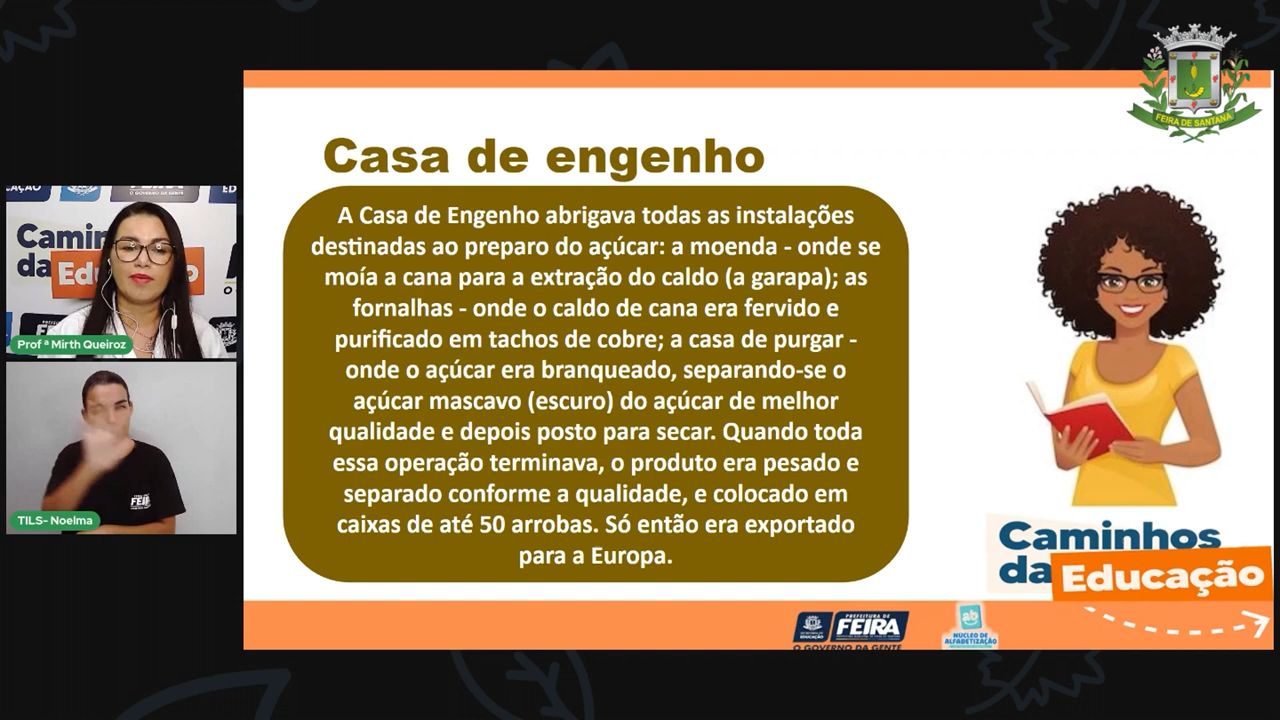 FEIRA DE SANTANA
Casa de engenho
A Casa de Engenho abrigava todas as instalações
destinadas ao preparo do açúcar: a moenda - onde se
moía a cana para a extração do caldo (a garapa); as
fornalhas - onde o caldo de cana era fervido e
purificado em tachos de cobre; a casa de purgar -
onde o açúcar era branqueado, separando-se o
açúcar mascavo (escuro) do açúcar de melhor
qualidade e depois posto para secar. Quando toda
essa operação terminava, o produto era pesado e
separado conforme a qualidade, e colocado em
caixas de até 50 arrobas. Só então era exportado
para a Europa.
FEIRA
O GOVERNO DA GENTE
Prof ª Mirth Queiroz
FEIRA
TILS- Noelma
Caminhos
da Educação
PREFEITURA DE
FEIRA
O GOVERNO DA GENTE
ab
NÚCLEO DE
ALFABETIZAÇÃO